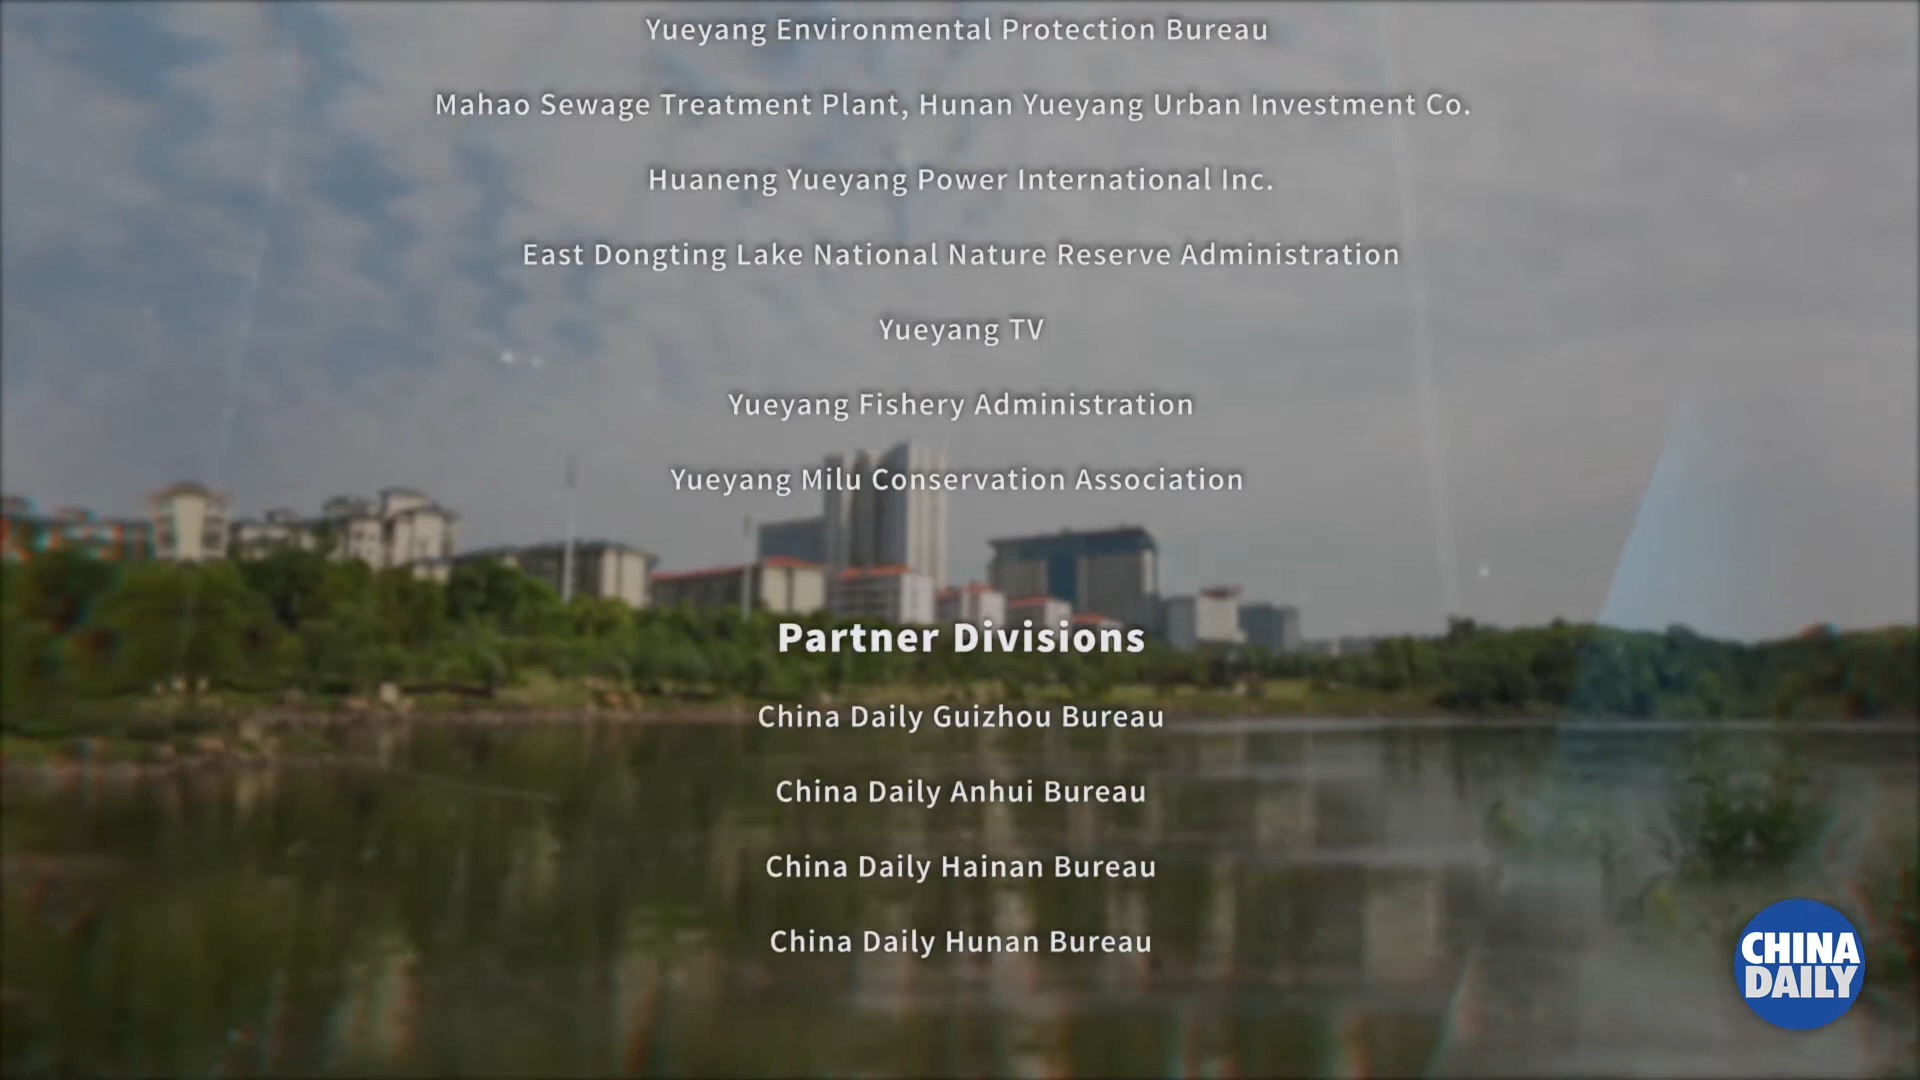 Yueyang Environmental Protection Bureau
Mahao Sewage Treatment Plant, Hunan Yueyang Urban Investment Co.
Huaneng Yueyang Power International Inc.
East Dongting Lake National Nature Reserve Administration
Yueyang TV
Yueyang Fishery Administration
Yueyang Milu Conservation Association
Partner Divisions
China Daily Guizhou Bureau
China Daily Anhui Bureau
China Daily Hainan Bureau
China Daily Hunan Bureau
CHINA
DAILY